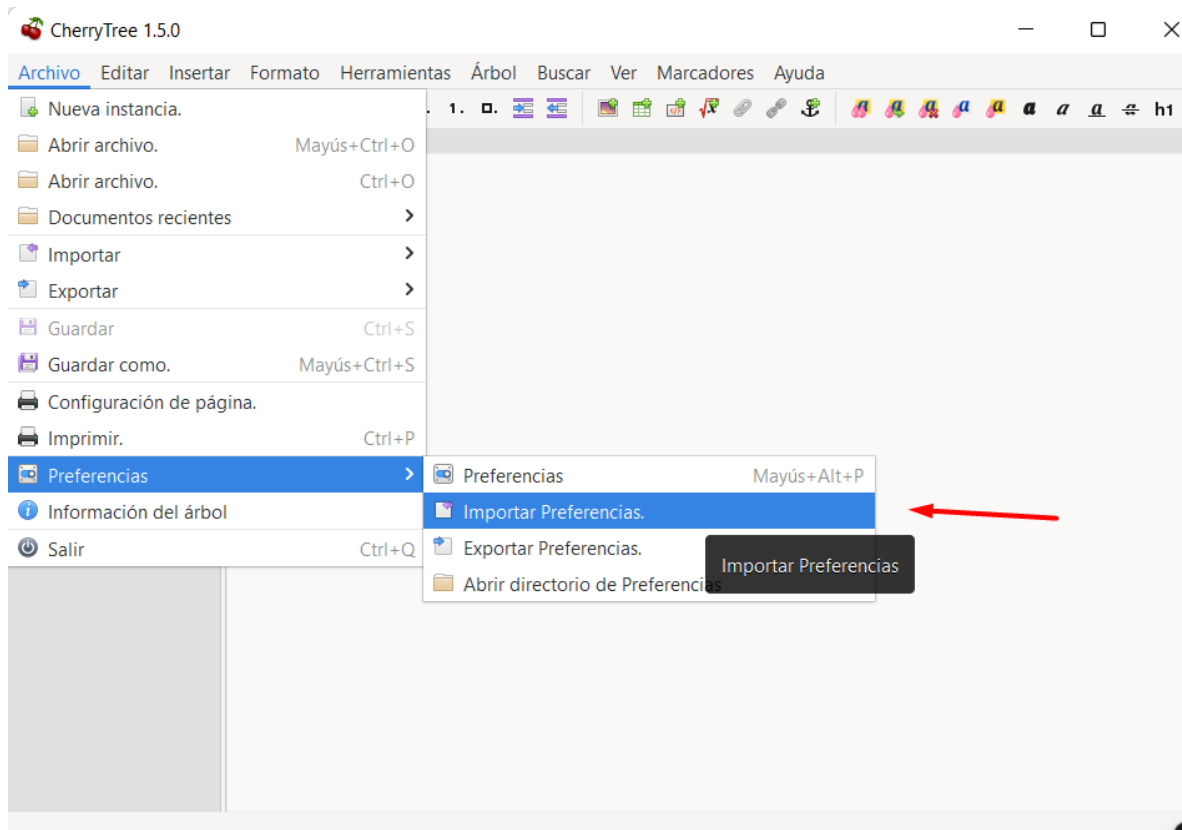 CherryTree 1.5.0
Archivo Editar Insertar Formato Herramientas Árbol Buscar Ver Marcadores Ayuda
1. h1
Nueva instancia.
Abrir archivo. Mayús+Ctrl+O
Abrir archivo. Ctrl+O
Documentos recientes
Importar
Exportar
Guardar Ctrl+S
Guardar como. Mayús+Ctrl+S
Configuración de página.
Imprimir. Ctrl+P
Preferencias
Información del árbol
Salir Ctrl+Q
Preferencias Mayús+Alt+P
Importar Preferencias.
Exportar Preferencias.
Abrir directorio de Preferencias
Importar Preferencias